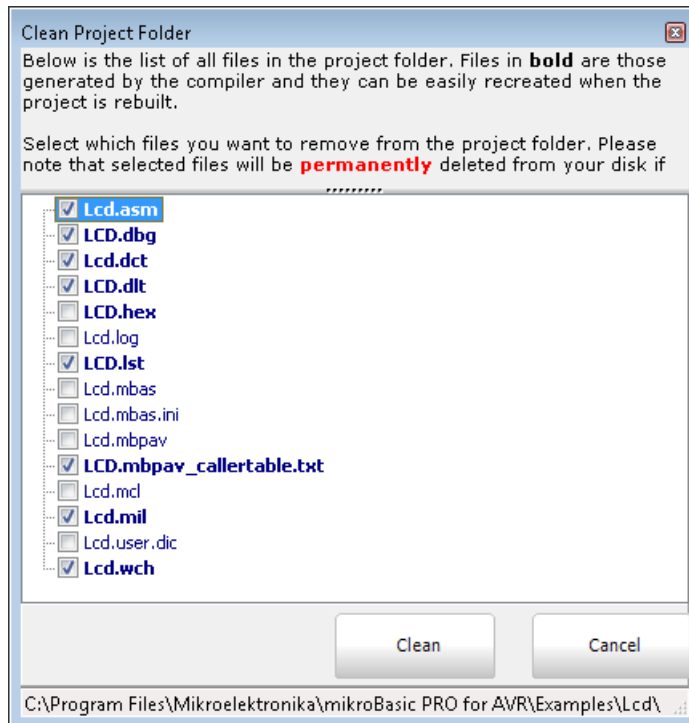 Clean Project Folder
Below is the list of all files in the project folder. Files in bold are those
generated by the compiler and they can be easily recreated when the
project is rebuilt.
Select which files you want to remove from the project folder. Please
note that selected files will be permanently deleted from your disk if
Lcd.asm
LCD.dbg
Lcd.dct
LCD.dlt
LCD.hex
Lcd.log
LCD.lst
Lcd.mbas
Lcd.mbas.ini
Lcd.mbpav
LCD.mbpav_callertable.txt
Lcd.mcl
Lcd.mil
Lcd.user.dic
Lcd.wch
Clean
Cancel
C:\Program Files\Mikroelektronika\mikroBasic PRO for AVR\Examples\Lcd\